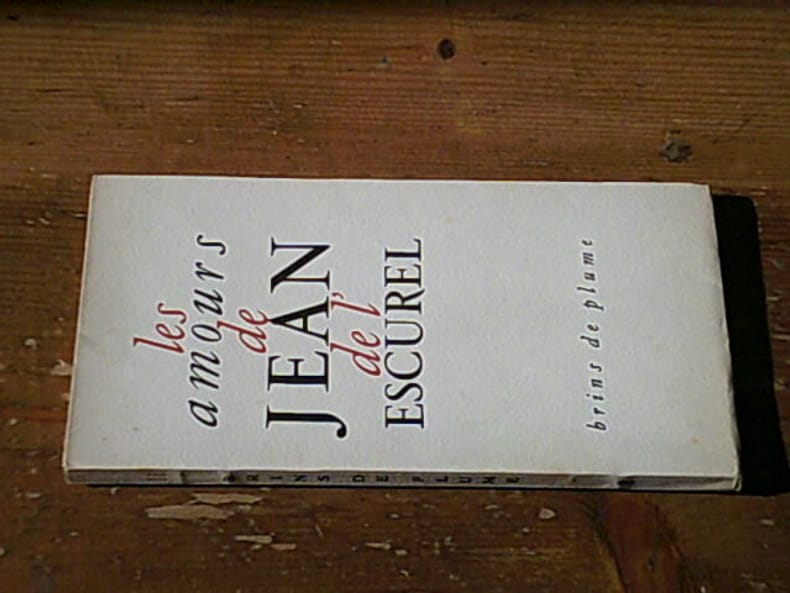 les
amours
de
JEAN
de l'
ESCUREL
brins de plume
BRINS DE PLUME